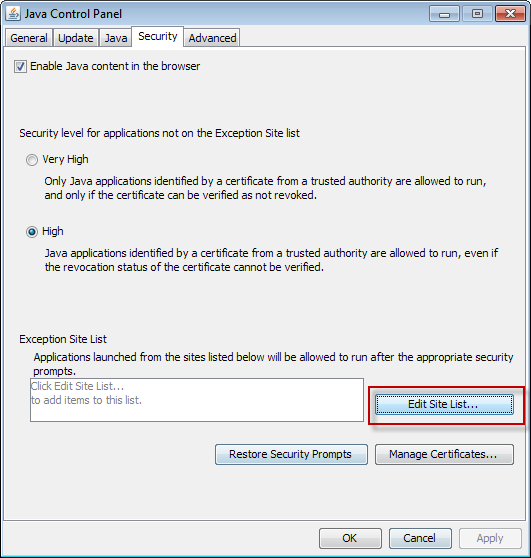 Java Control Panel
General Update Java Security Advanced
Enable Java content in the browser
Security level for applications not on the Exception Site list
Very High
Only Java applications identified by a certificate from a trusted authority are allowed to run,
and only if the certificate can be verified as not revoked.
High
Java applications identified by a certificate from a trusted authority are allowed to run, even if
the revocation status of the certificate cannot be verified.
Exception Site List
Applications launched from the sites listed below will be allowed to run after the appropriate security
prompts.
Click Edit Site List...
to add items to this list.
Edit Site List...
Restore Security Prompts Manage Certificates...
OK Cancel Apply